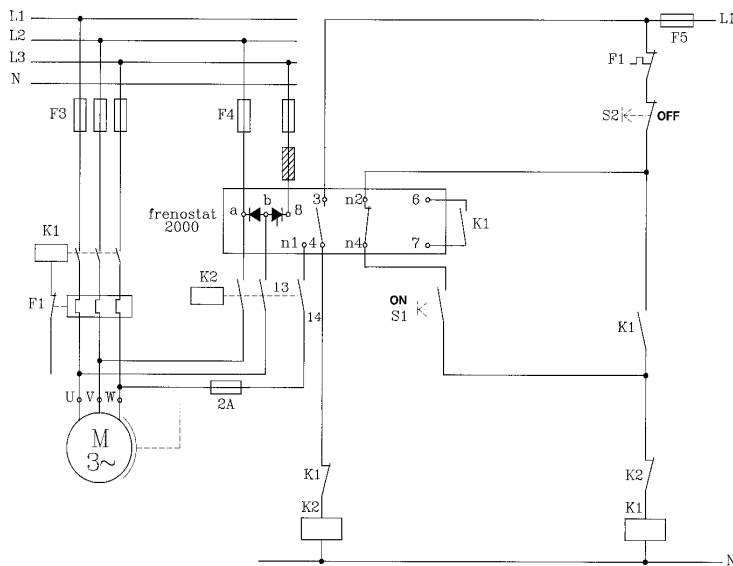 L1
L2
L3
N
F3
F4
F5
L1
F1
S2
OFF
frenostat
2000
a
b
8
3
n2
6
n1
4
n4
7
K1
K1
F1
K2
13
14
ON
S1
K1
2A
U V W
M
3~
K1
K2
K2
K1
N